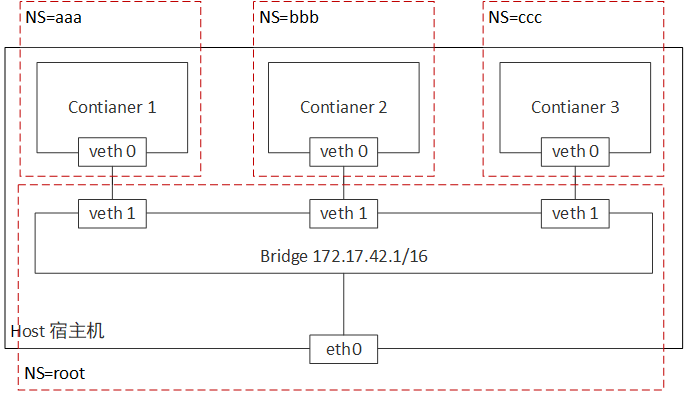 NS=aaa
NS=bbb
NS=ccc
Contianer 1
Contianer 2
Contianer 3
veth 0
veth 0
veth 0
veth 1
veth 1
veth 1
Bridge 172.17.42.1/16
Host 宿主机
eth0
NS=root